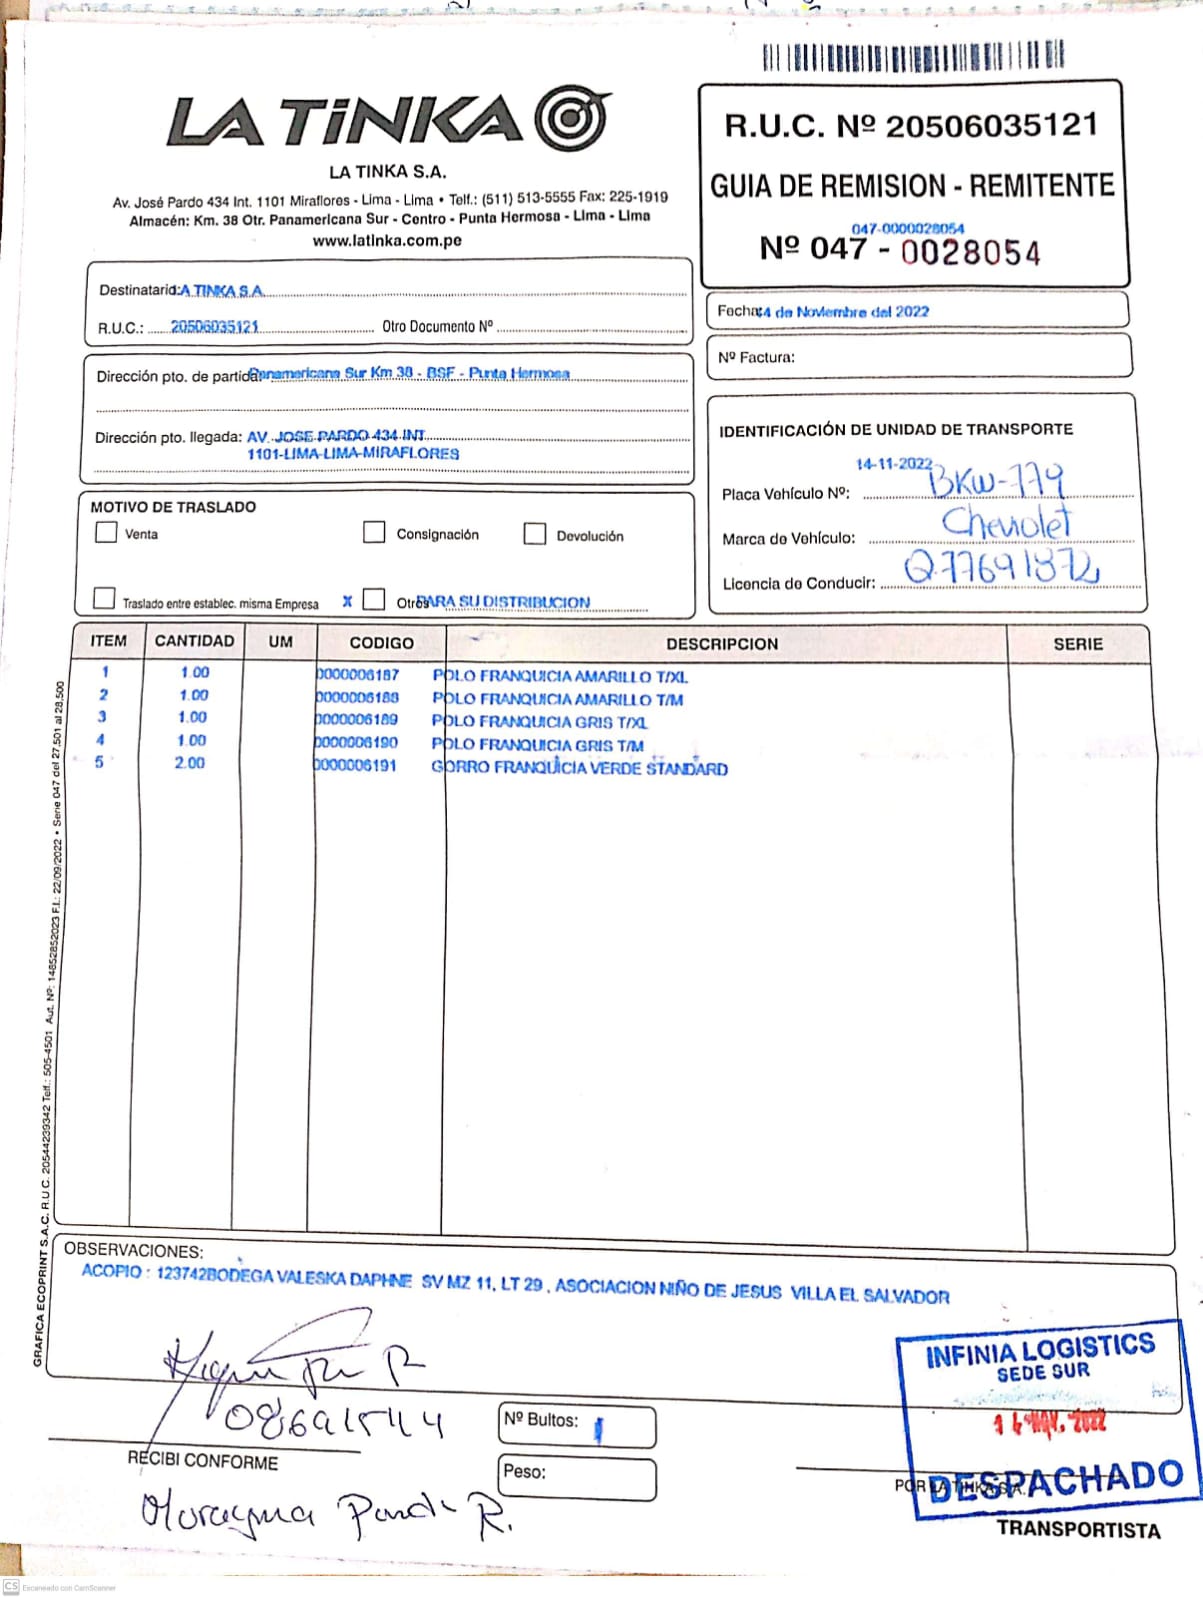 LA TiNKA
LA TINKA S.A.
Av. José Pardo 434 Int. 1101 Miraflores - Lima - Lima • Telf.: (511) 513-5555 Fax: 225-1919
Almacén: Km. 38 Otr. Panamericana Sur - Centro - Punta Hermosa - Lima - Lima
www.latinka.com.pe
R.U.C. Nº 20506035121
GUIA DE REMISION - REMITENTE
047-0000028054
Nº 047 - 0028054
Destinatario: A TINKA S.A.
R.U.C.: 20506035121 Otro Documento Nº
Fecha: 14 de Noviembre del 2022
Nº Factura:
Dirección pto. de partida: Panamericana Sur Km 38 - BSF - Punta Hermosa
Dirección pto. llegada: AV. JOSE PARDO 434 INT
1101-LIMA-LIMA-MIRAFLORES
IDENTIFICACIÓN DE UNIDAD DE TRANSPORTE
14-11-2022
Placa Vehículo Nº: BKW-779
Marca de Vehículo: Chevrolet
Licencia de Conducir: Q77691872
MOTIVO DE TRASLADO
Venta Consignación Devolución
Traslado entre establec. misma Empresa X Otros PARA SU DISTRIBUCION
ITEM CANTIDAD UM CODIGO DESCRIPCION SERIE
1 1.00 0000006187 POLO FRANQUICIA AMARILLO T/XL
2 1.00 0000006188 POLO FRANQUICIA AMARILLO T/M
3 1.00 0000006189 POLO FRANQUICIA GRIS T/XL
4 1.00 0000006190 POLO FRANQUICIA GRIS T/M
5 2.00 0000006191 GORRO FRANQUICIA VERDE STANDARD
GRAFICA ECOPRINT S.A.C. R.U.C. 20544239342 Telf.: 505-4501 Aut. Nº: 14852852023 F.I.: 22/09/2022 • Serie 047 del 27,501 al 28,500
OBSERVACIONES:
ACOPIO : 123742BODEGA VALESKA DAPHNE SV MZ 11, LT 29 , ASOCIACION NIÑO DE JESUS VILLA EL SALVADOR
INFINIA LOGISTICS
SEDE SUR
14 NOV. 2022
DESPACHADO
08691544
RECIBI CONFORME
Nº Bultos: 1
Peso:
POR LA TINKA S.A.
TRANSPORTISTA
CS Escaneado con CamScanner